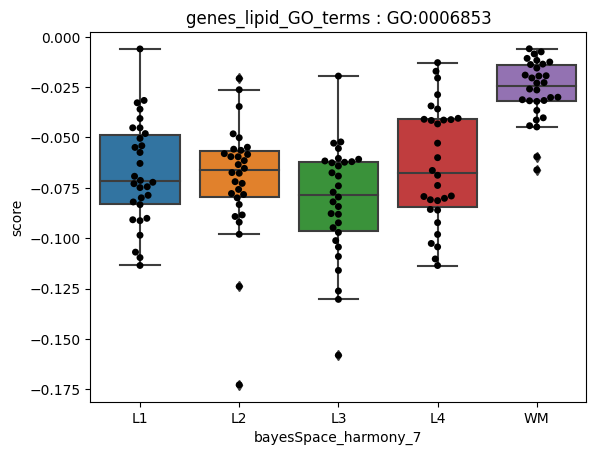 genes_lipid_GO_terms : GO:0006853
0.000
−0.025
−0.050
−0.075
−0.100
−0.125
−0.150
−0.175
score
L1 L2 L3 L4 WM
bayesSpace_harmony_7